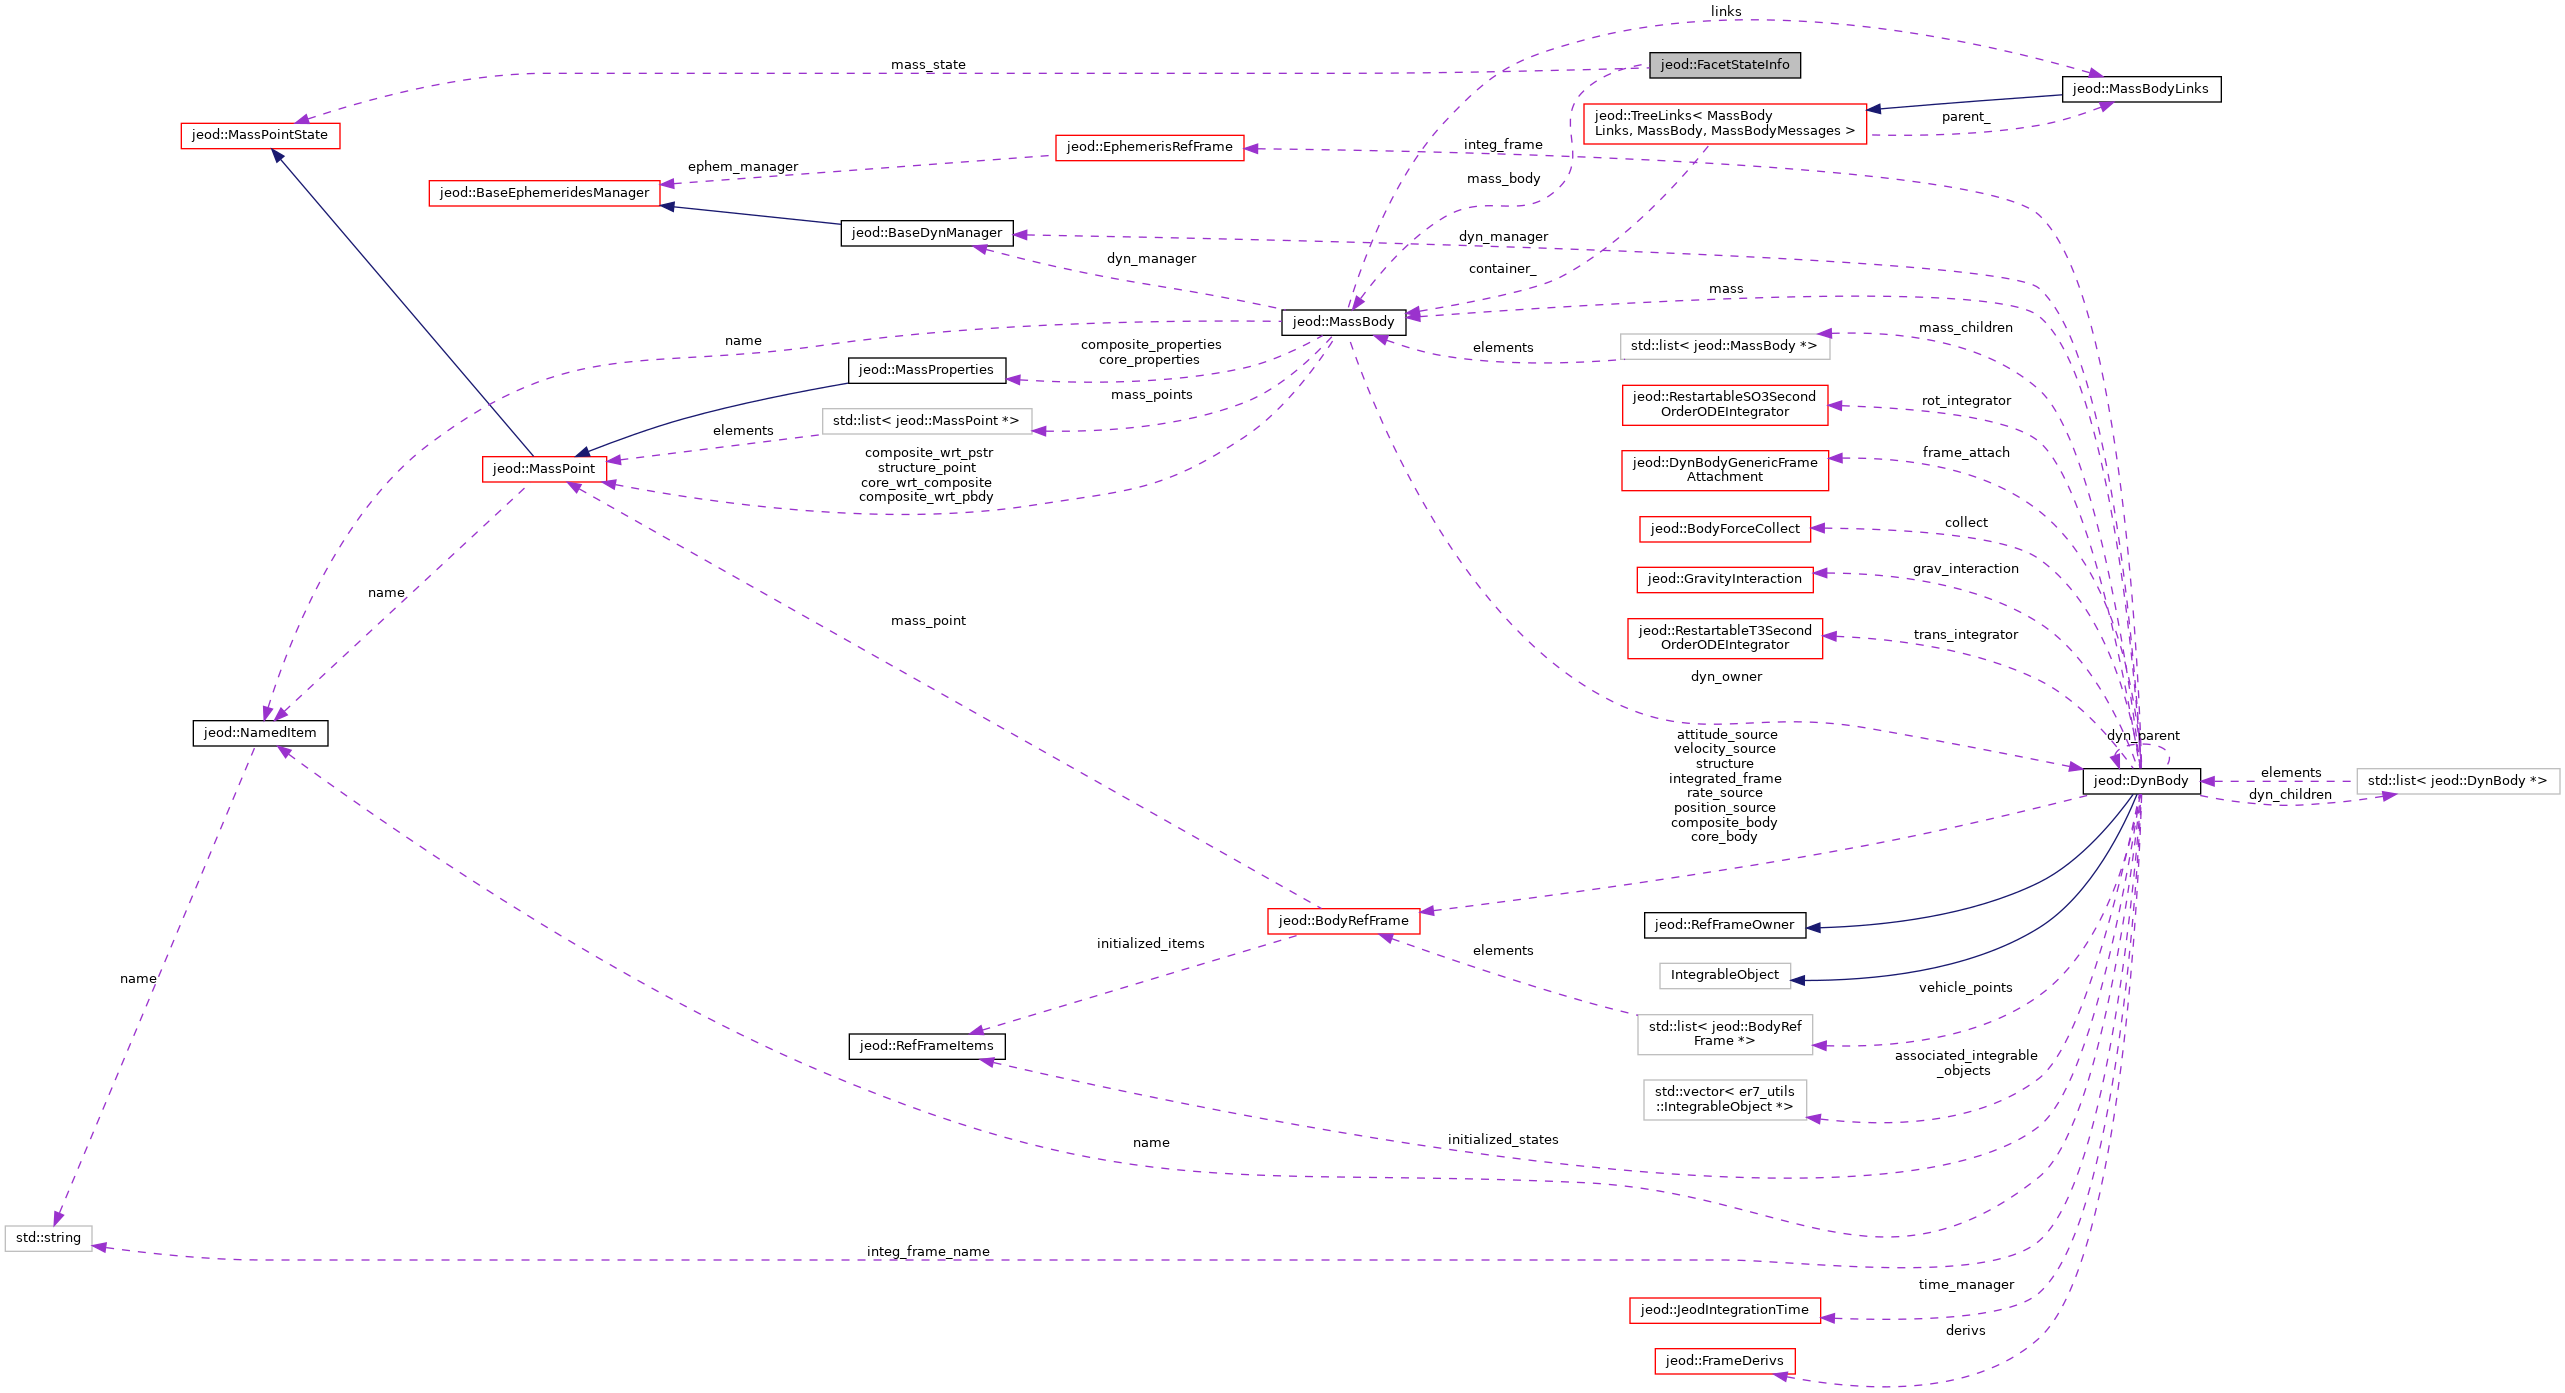 links
jeod::FacetStateInfo
mass_state
jeod::MassBodyLinks
jeod::TreeLinks< MassBody
Links, MassBody, MassBodyMessages >
parent_
jeod::MassPointState
integ_frame
jeod::EphemerisRefFrame
ephem_manager
mass_body
jeod::BaseEphemeridesManager
jeod::BaseDynManager
dyn_manager
dyn_manager
container_
mass
jeod::MassBody
mass_children
name
composite_properties
core_properties
elements
std::list< jeod::MassBody *>
jeod::MassProperties
mass_points
jeod::RestartableSO3Second
OrderODEIntegrator
rot_integrator
std::list< jeod::MassPoint *>
elements
composite_wrt_pstr
structure_point
core_wrt_composite
composite_wrt_pbdy
jeod::MassPoint
frame_attach
jeod::DynBodyGenericFrame
Attachment
collect
jeod::BodyForceCollect
grav_interaction
jeod::GravityInteraction
name
mass_point
jeod::RestartableT3Second
OrderODEIntegrator
trans_integrator
dyn_owner
jeod::NamedItem
attitude_source
velocity_source
structure
integrated_frame
rate_source
position_source
composite_body
core_body
dyn_parent
jeod::DynBody
elements
dyn_children
std::list< jeod::DynBody *>
jeod::BodyRefFrame
jeod::RefFrameOwner
initialized_items
elements
IntegrableObject
name
vehicle_points
std::list< jeod::BodyRef
Frame *>
jeod::RefFrameItems
associated_integrable
_objects
std::vector< er7_utils
::IntegrableObject *>
name
initialized_states
std::string
integ_frame_name
time_manager
jeod::JeodIntegrationTime
derivs
jeod::FrameDerivs